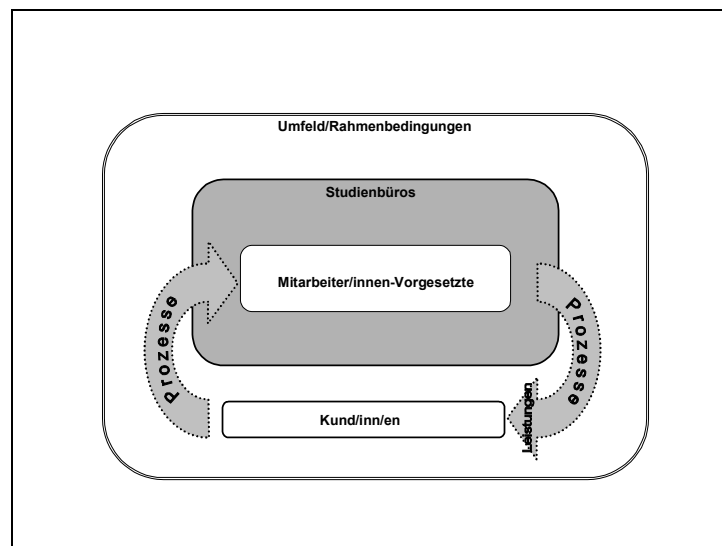 Umfeld/Rahmenbedingungen
Studienbüros
Mitarbeiter/innen-Vorgesetzte
Prozesse
Prozesse
Leistungen
Kund/inn/en